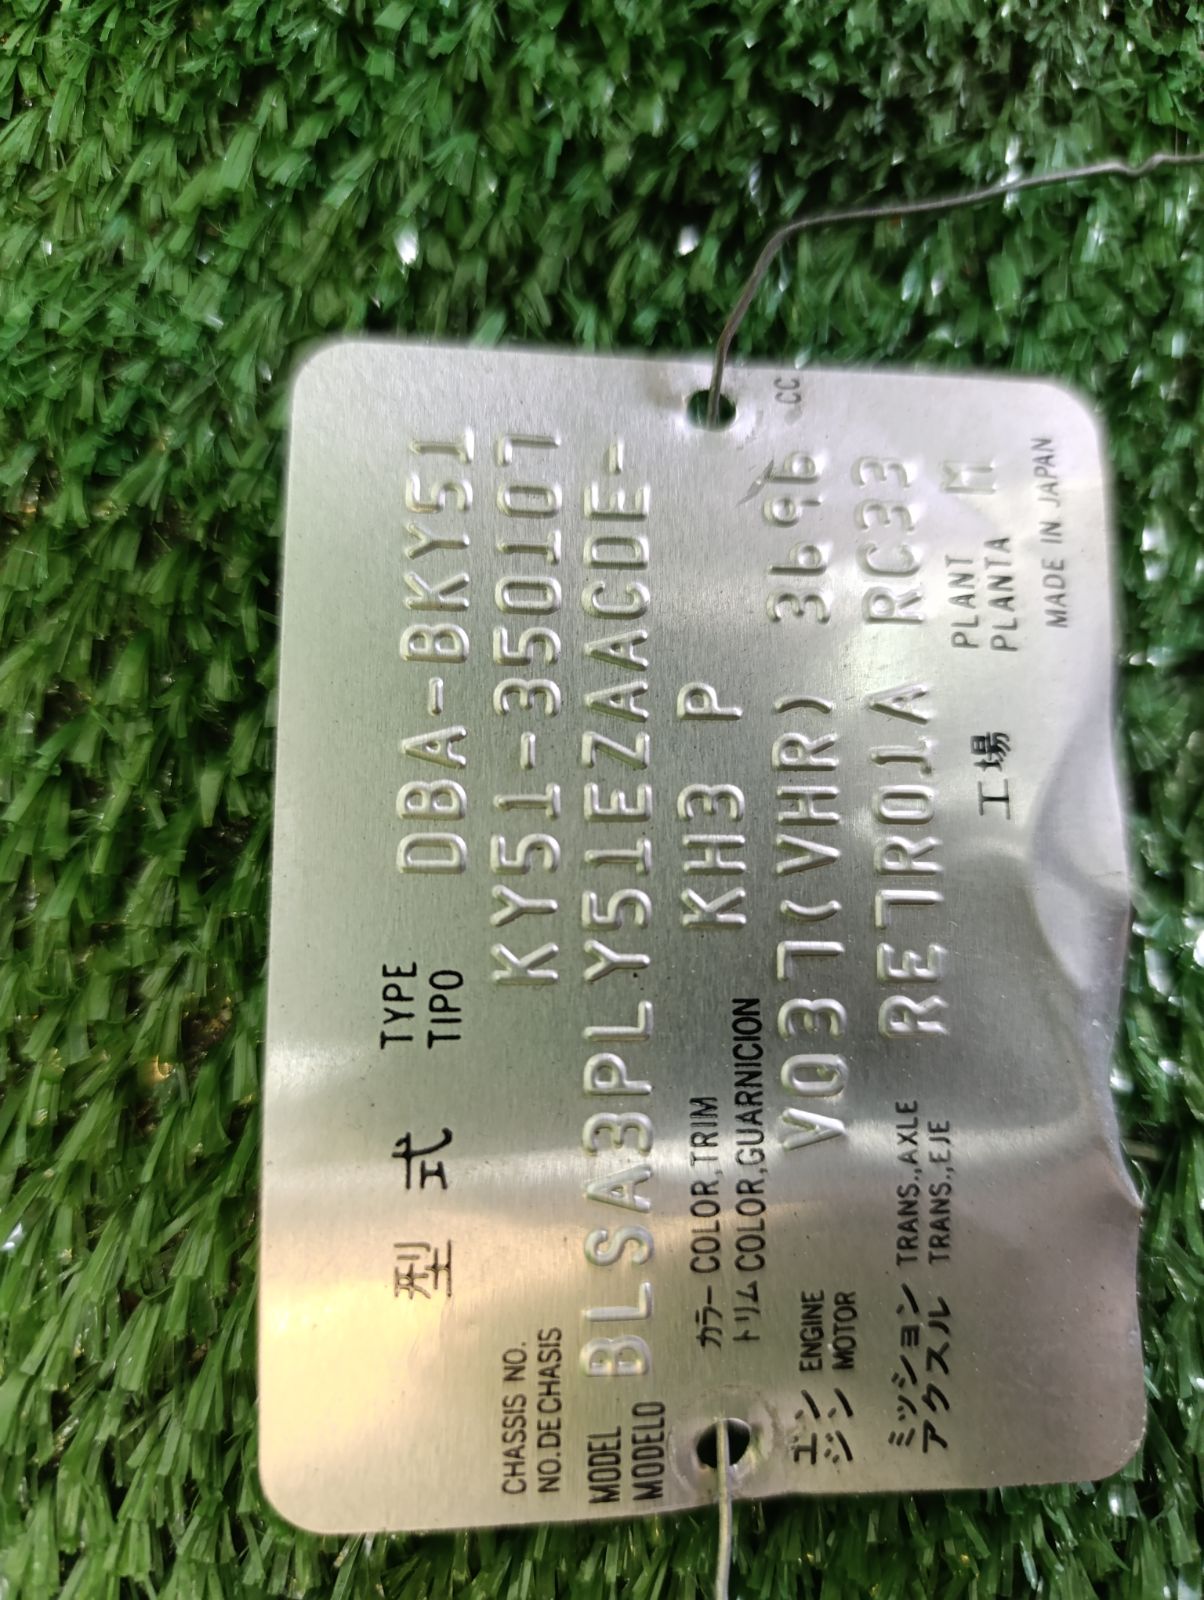 型 式 TYPE DBA-BKY51
TIPO
CHASSIS NO. KY51-350107
NO.DECHASIS
MODEL BLSA3PLY51EZAACDE-
MODELO
カラー COLOR,TRIM KH3 P
トリム COLOR,GUARNICION
エン ENGINE VQ37(VHR) 3696 CC
ジン MOTOR
ミッション TRANS.,AXLE RE7R01A RC33
アクスル TRANS.,EJE
工場 PLANT M
PLANTA
MADE IN JAPAN